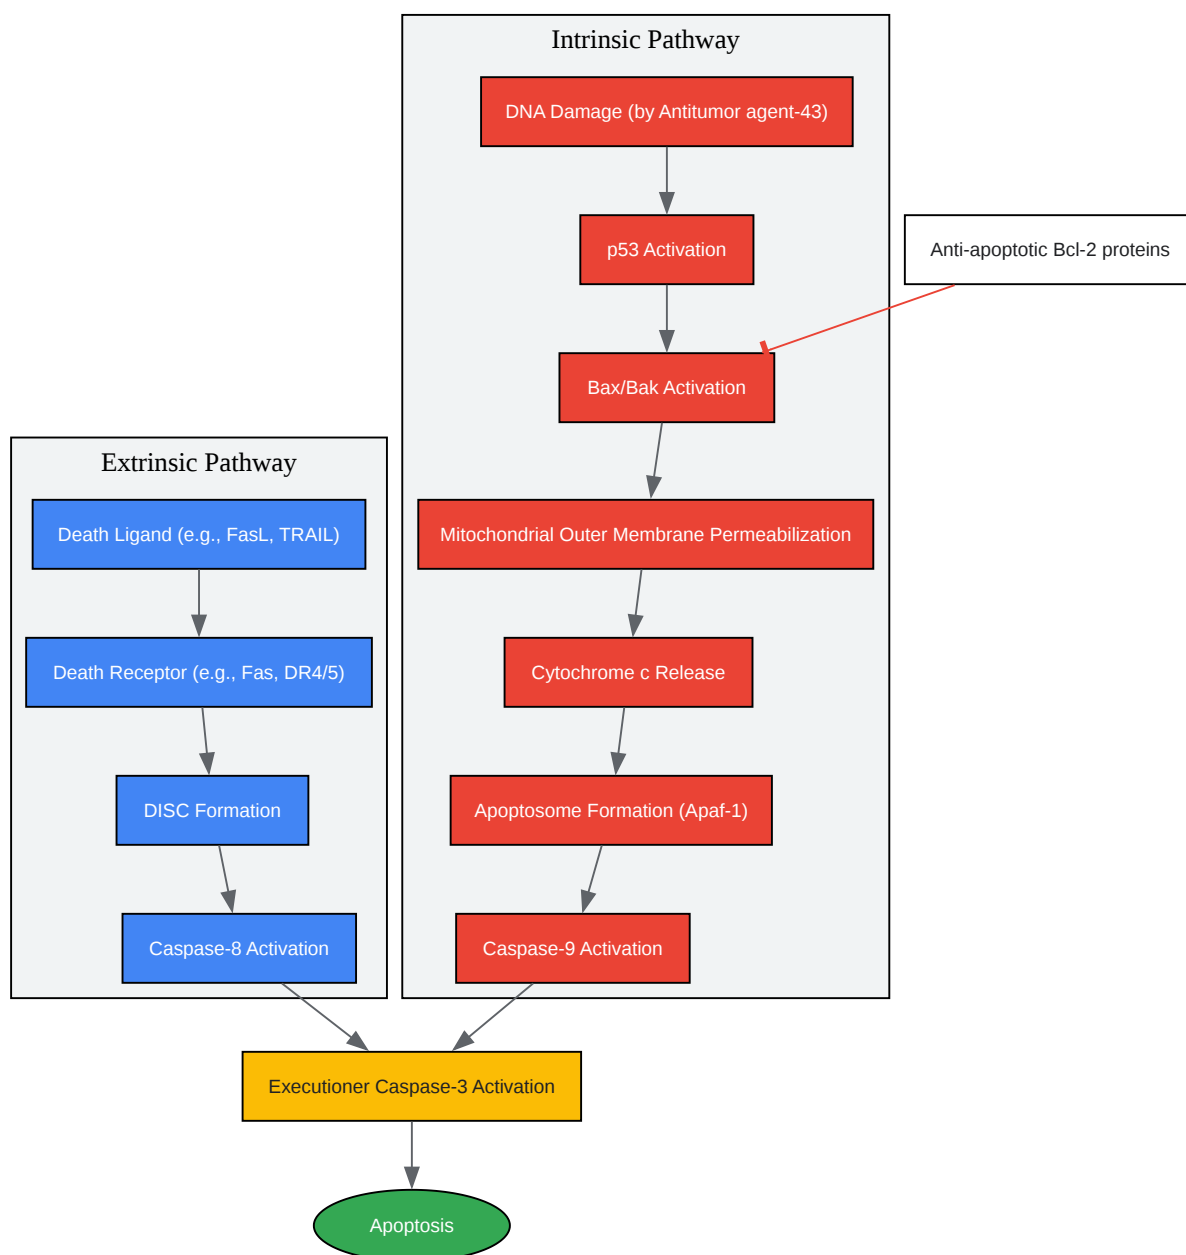 Intrinsic Pathway
DNA Damage (by Antitumor agent-43)
p53 Activation
Anti-apoptotic Bcl-2 proteins
Bax/Bak Activation
Extrinsic Pathway
Death Ligand (e.g., FasL, TRAIL)
Mitochondrial Outer Membrane Permeabilization
Death Receptor (e.g., Fas, DR4/5)
Cytochrome c Release
DISC Formation
Apoptosome Formation (Apaf-1)
Caspase-8 Activation
Caspase-9 Activation
Executioner Caspase-3 Activation
Apoptosis